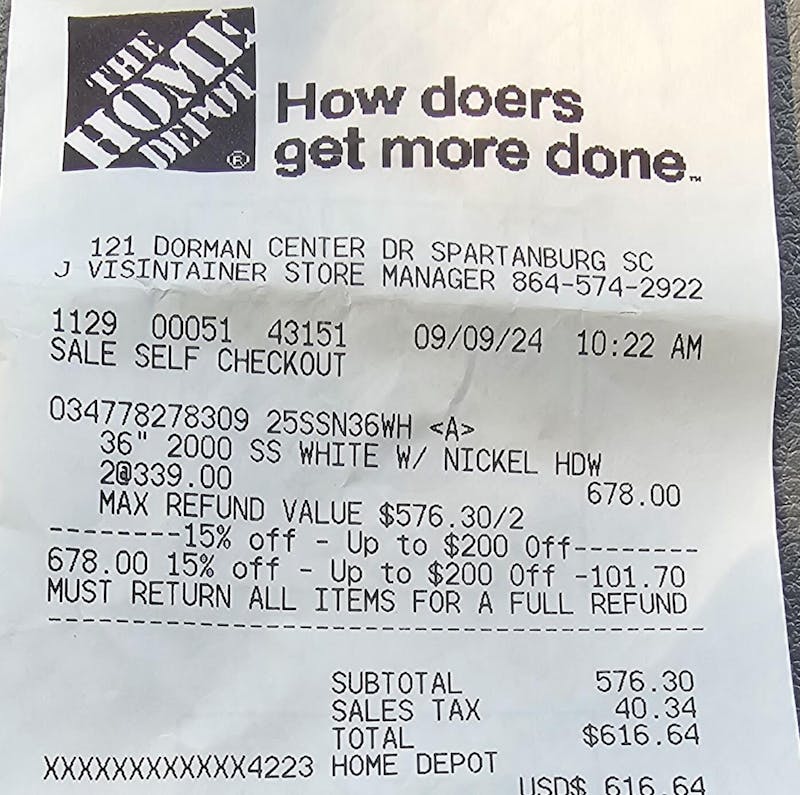 THE
HOME
DEPOT
®
How doers
get more done.™
121 DORMAN CENTER DR SPARTANBURG SC
J VISINTAINER STORE MANAGER 864-574-2922
1129 00051 43151 09/09/24 10:22 AM
SALE SELF CHECKOUT
034778278309 25SSN36WH <A>
36" 2000 SS WHITE W/ NICKEL HDW
2@339.00 678.00
MAX REFUND VALUE $576.30/2
--------15% off - Up to $200 Off--------
678.00 15% off - Up to $200 Off -101.70
MUST RETURN ALL ITEMS FOR A FULL REFUND
----------------------------------------
SUBTOTAL 576.30
SALES TAX 40.34
TOTAL $616.64
XXXXXXXXXXXX4223 HOME DEPOT
USD$ 616.64